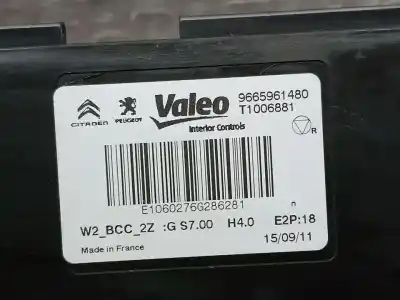 CITROËN PEUGEOT Valeo 9665961480
T1006881
Interior Controls R
E1060276G286281 n
W2_BCC_2Z :G S7.00 H4.0 E2P:18
Made in France 15/09/11